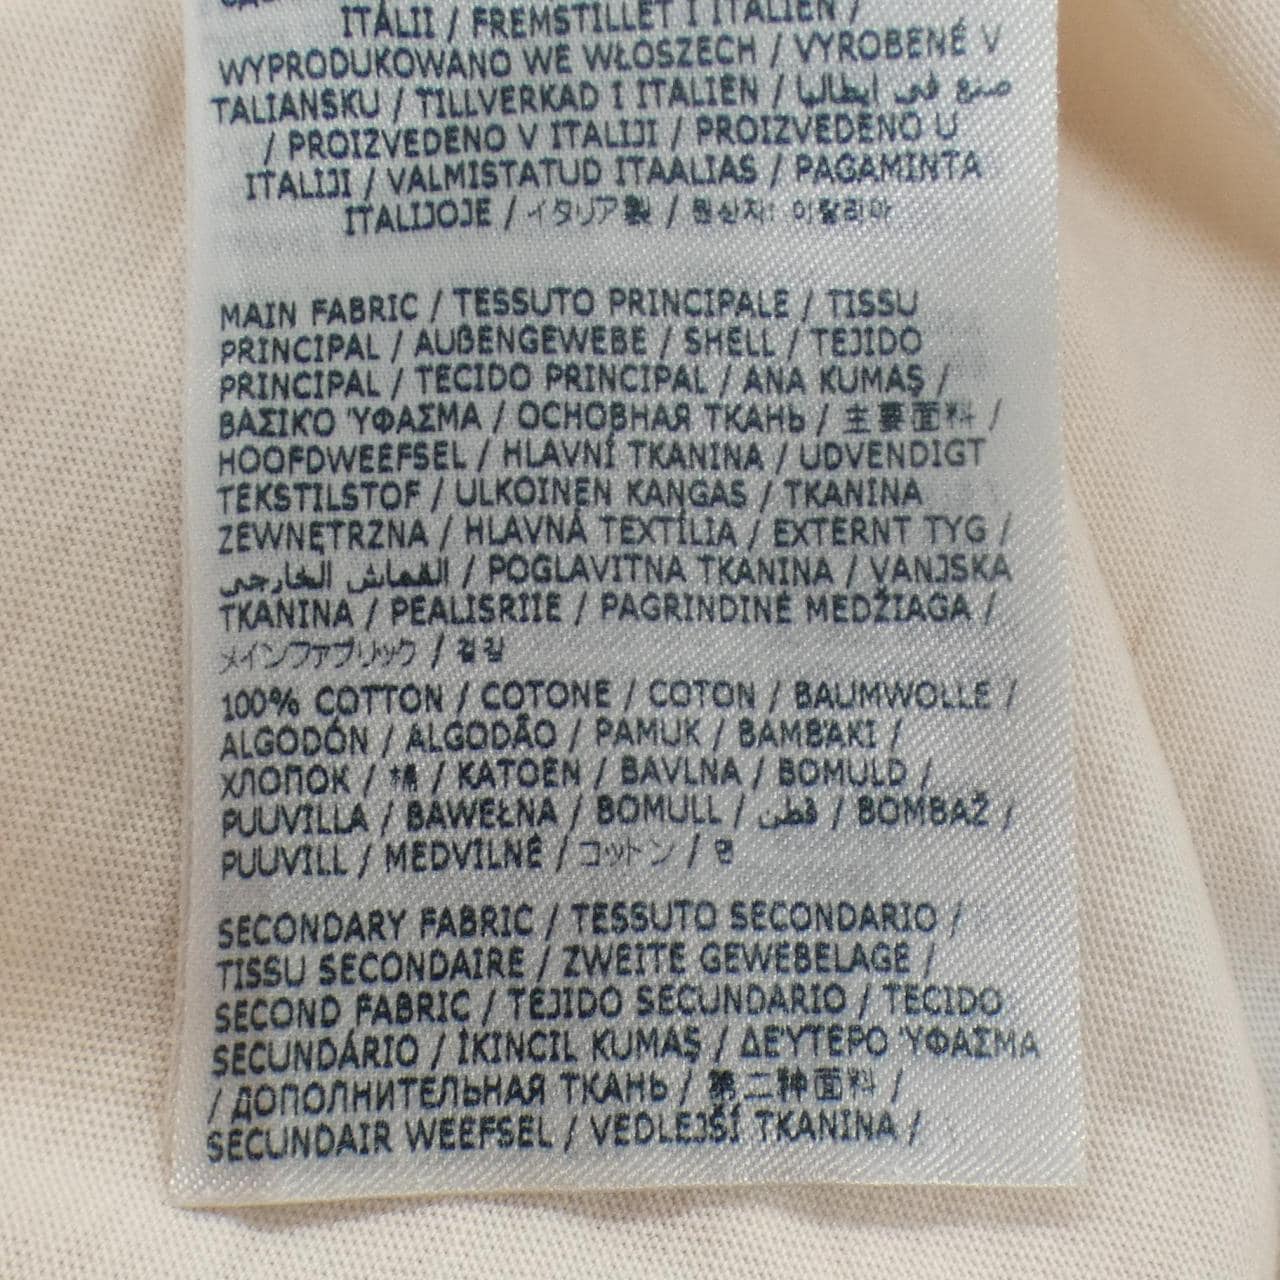 ITÁLII / FREMSTILLET I ITALIEN /
WYPRODUKOWANO WE WŁOSZECH / VYROBENÉ V
TALIANSKU / TILLVERKAD I ITALIEN / صنع في ايطاليا
/ PROIZVEDENO V ITALIJI / PROIZVEDENO U
ITALIJI / VALMISTATUD ITAALIAS / PAGAMINTA
ITALIJOJE / イタリア製 / 원산지: 이탈리아
MAIN FABRIC / TESSUTO PRINCIPALE / TISSU
PRINCIPAL / AUßENGEWEBE / SHELL / TEJIDO
PRINCIPAL / TECIDO PRINCIPAL / ANA KUMAŞ /
ΒΑΣΙΚΟ ΎΦΑΣΜΑ / ОСНОВНАЯ ТКАНЬ / 主要面料 /
HOOFDWEEFSEL / HLAVNÍ TKANINA / UDVENDIGT
TEKSTILSTOF / ULKOINEN KANGAS / TKANINA
ZEWNĘTRZNA / HLAVNÁ TEXTÍLIA / EXTERNT TYG /
القماش الخارجي / POGLAVITNA TKANINA / VANJSKA
TKANINA / PEALISRIIE / PAGRINDINĖ MEDŽIAGA /
メインファブリック / 겉감
100% COTTON / COTONE / COTON / BAUMWOLLE /
ALGODÓN / ALGODÃO / PAMUK / ΒΑΜΒΆΚΙ /
ХЛОПОК / 棉 / KATOEN / BAVLNA / BOMULD /
PUUVILLA / BAWEŁNA / BOMULL / قطن / BOMBAŽ /
PUUVILL / MEDVILNĖ / コットン / 면
SECONDARY FABRIC / TESSUTO SECONDARIO /
TISSU SECONDAIRE / ZWEITE GEWEBELAGE /
SECOND FABRIC / TEJIDO SECUNDARIO / TECIDO
SECUNDÁRIO / İKINCIL KUMAŞ / ΔΕΥΤΕΡΟ ΎΦΑΣΜΑ
/ ДОПОЛНИТЕЛЬНАЯ ТКАНЬ / 第二种面料 /
SECUNDAIR WEEFSEL / VEDLEJŠÍ TKANINA /